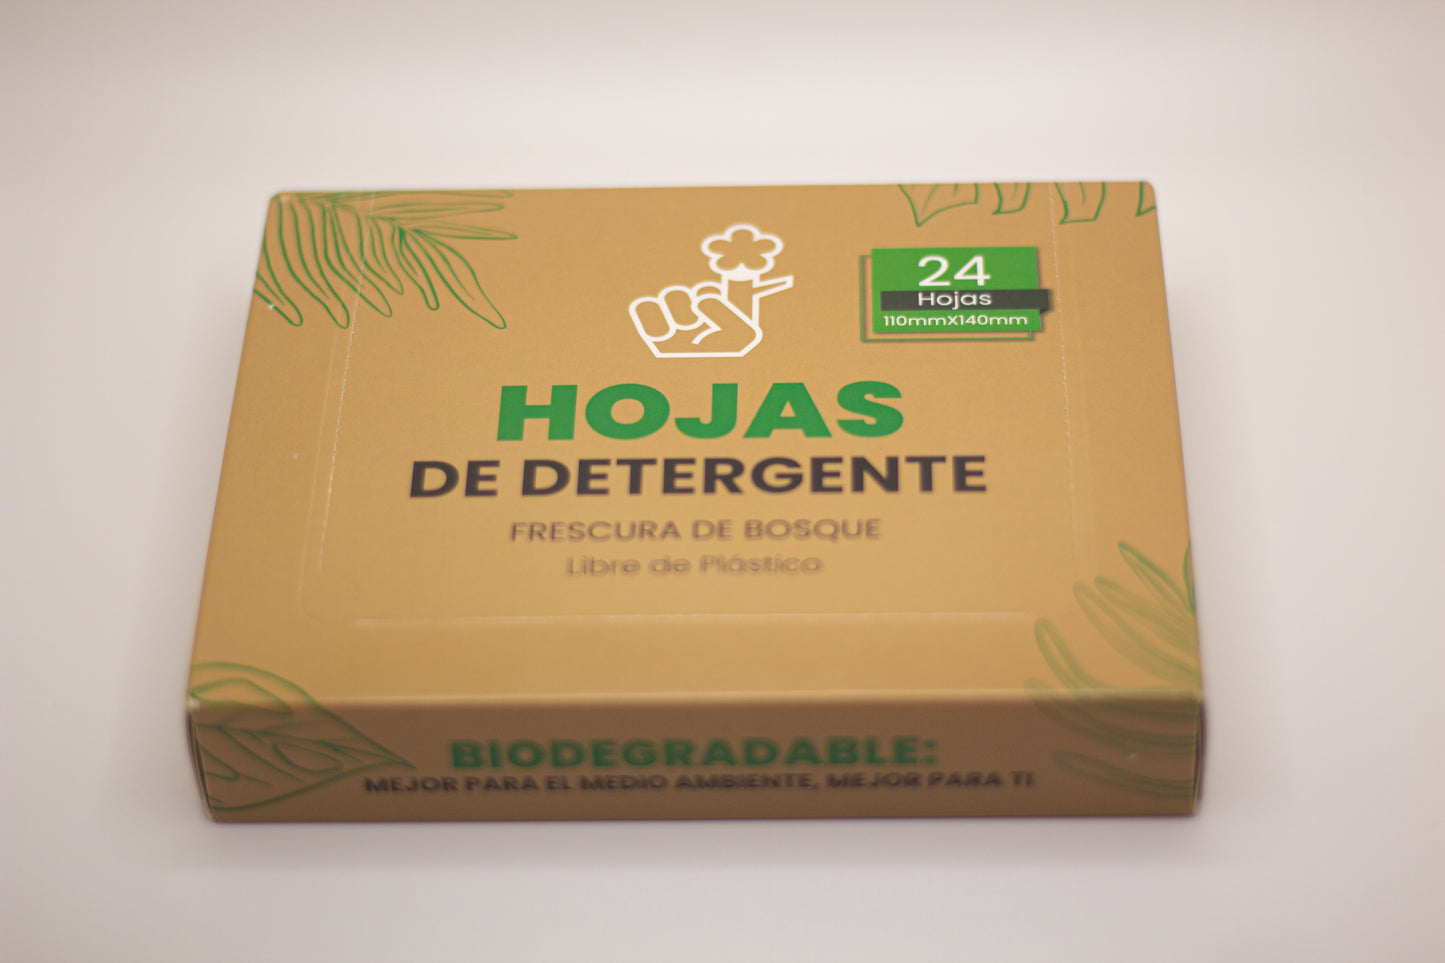 24
Hojas
110mmX140mm
HOJAS
DE DETERGENTE
FRESCURA DE BOSQUE
Libre de Plástico
BIODEGRADABLE:
MEJOR PARA EL MEDIO AMBIENTE, MEJOR PARA TI